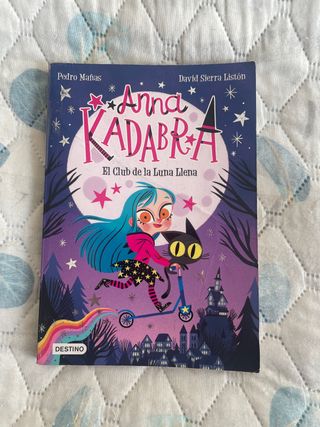 Pedro Mañas
David Sierra Listón
Anna
KADABRA
El Club de la Luna Llena
DESTINO